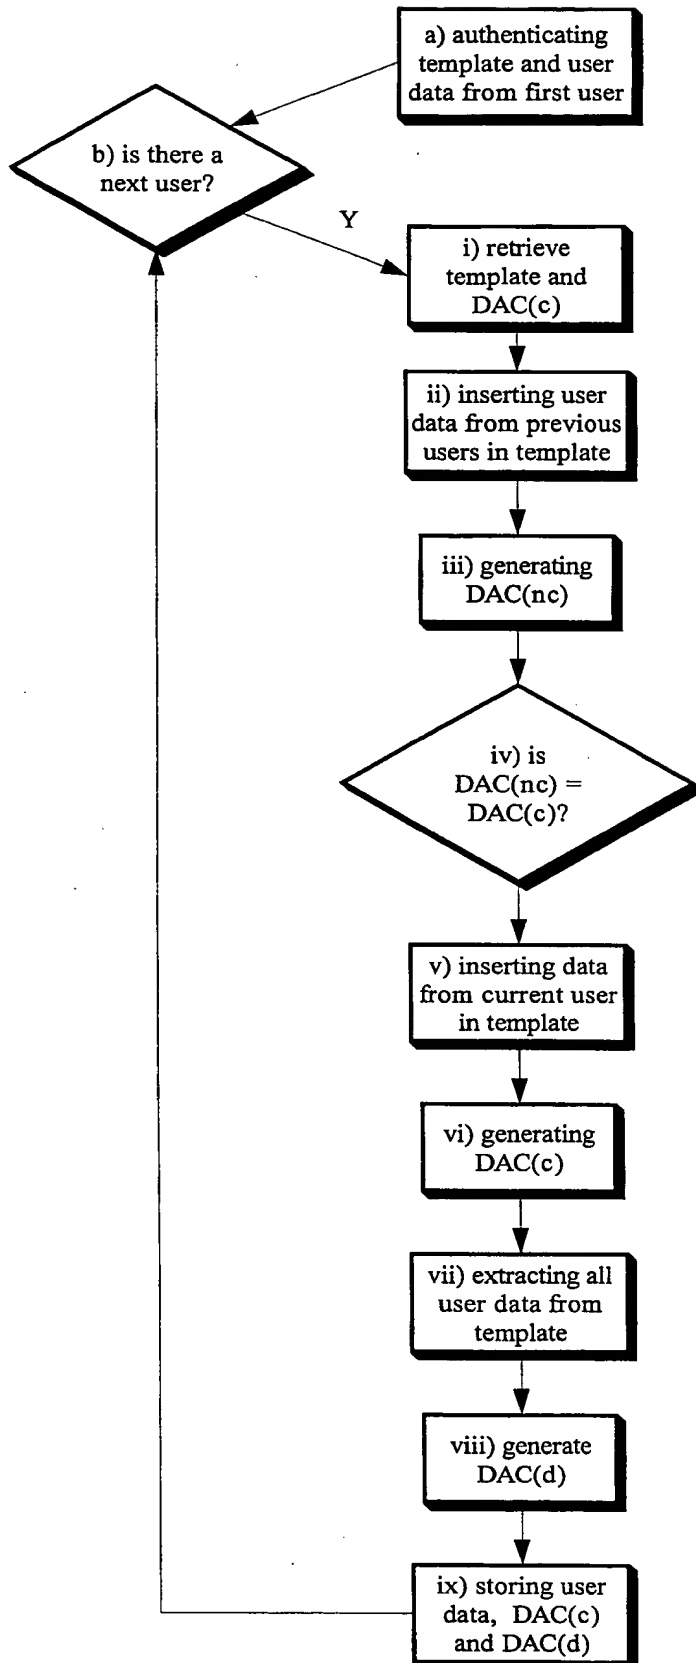 a) authenticating
template and user
data from first user
b) is there a
next user?
Y
i) retrieve
template and
DAC(c)
ii) inserting user
data from previous
users in template
iii) generating
DAC(nc)
iv) is
DAC(nc) =
DAC(c)?
v) inserting data
from current user
in template
vi) generating
DAC(c)
vii) extracting all
user data from
template
viii) generate
DAC(d)
ix) storing user
data, DAC(c)
and DAC(d)